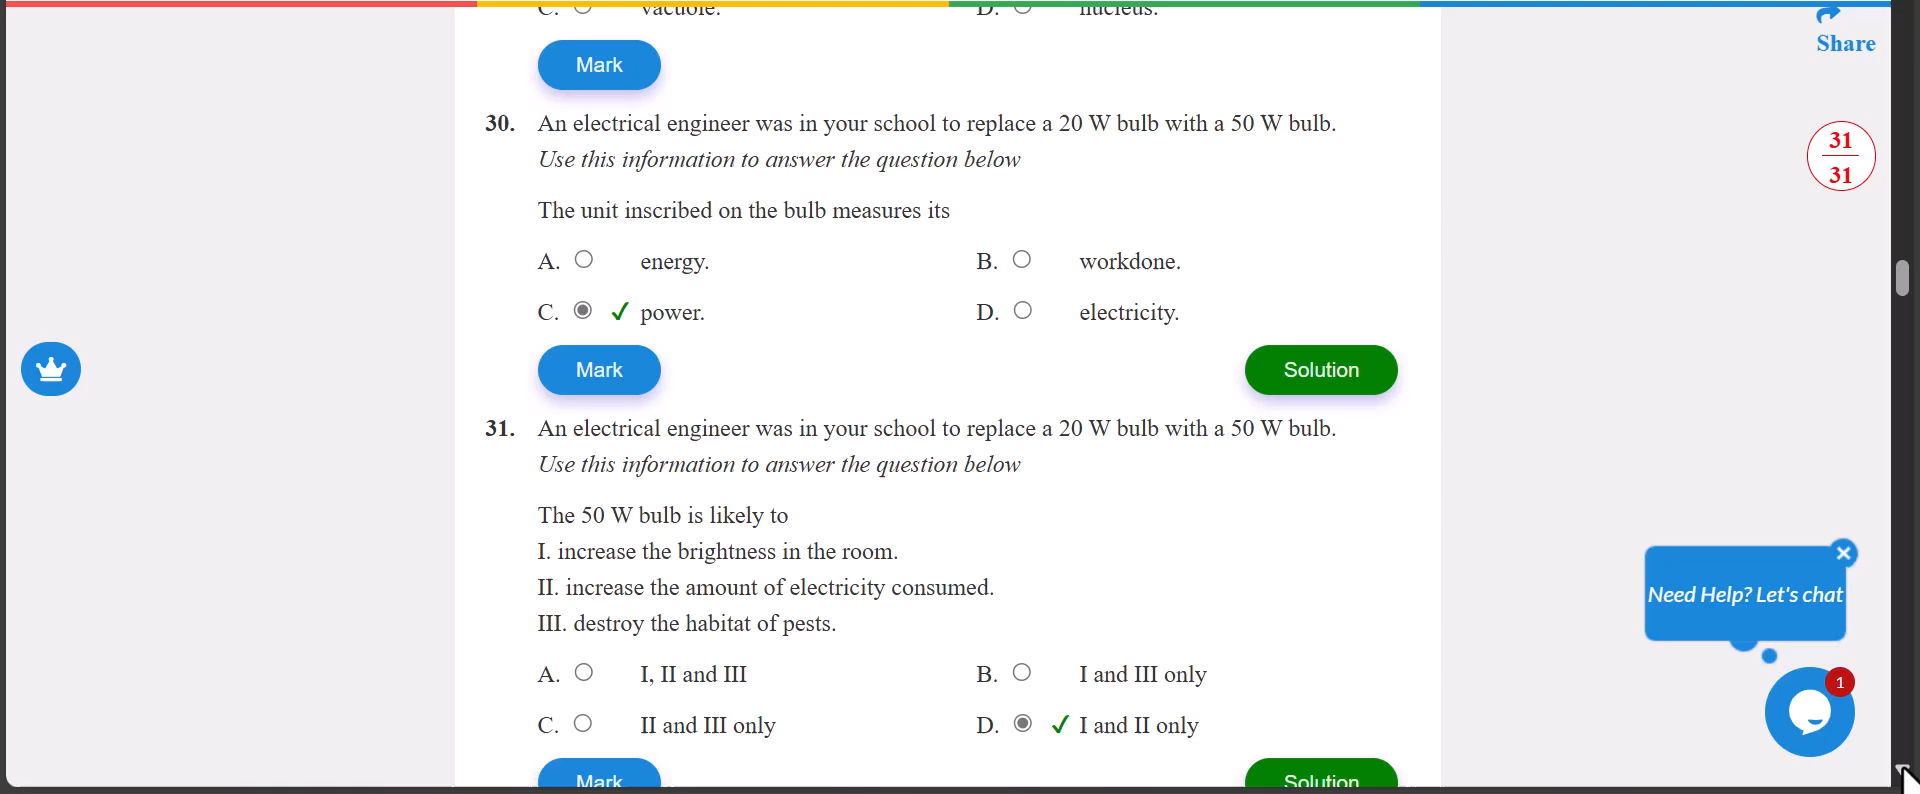 C. vacuole. D. nucleus.
Share
Mark
30. An electrical engineer was in your school to replace a 20 W bulb with a 50 W bulb.
Use this information to answer the question below
31
31
The unit inscribed on the bulb measures its
A. energy. B. workdone.
C. ✓ power. D. electricity.
Mark Solution
31. An electrical engineer was in your school to replace a 20 W bulb with a 50 W bulb.
Use this information to answer the question below
The 50 W bulb is likely to
I. increase the brightness in the room.
II. increase the amount of electricity consumed.
III. destroy the habitat of pests.
Need Help? Let's chat
A. I, II and III B. I and III only
1
C. II and III only D. ✓ I and II only
Mark Solution